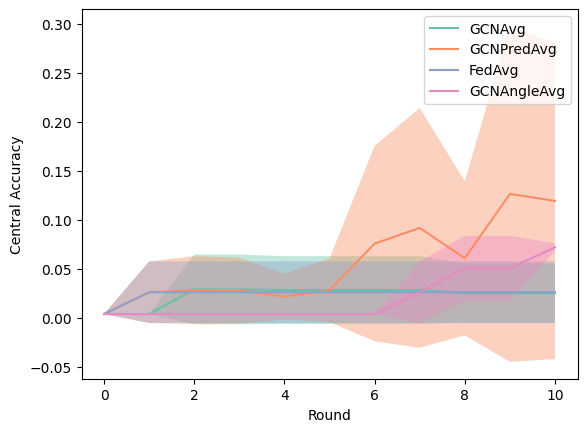 0.30
0.25
0.20
0.15
0.10
0.05
0.00
−0.05
Central Accuracy
0 2 4 6 8 10
Round
GCNAvg
GCNPredAvg
FedAvg
GCNAngleAvg